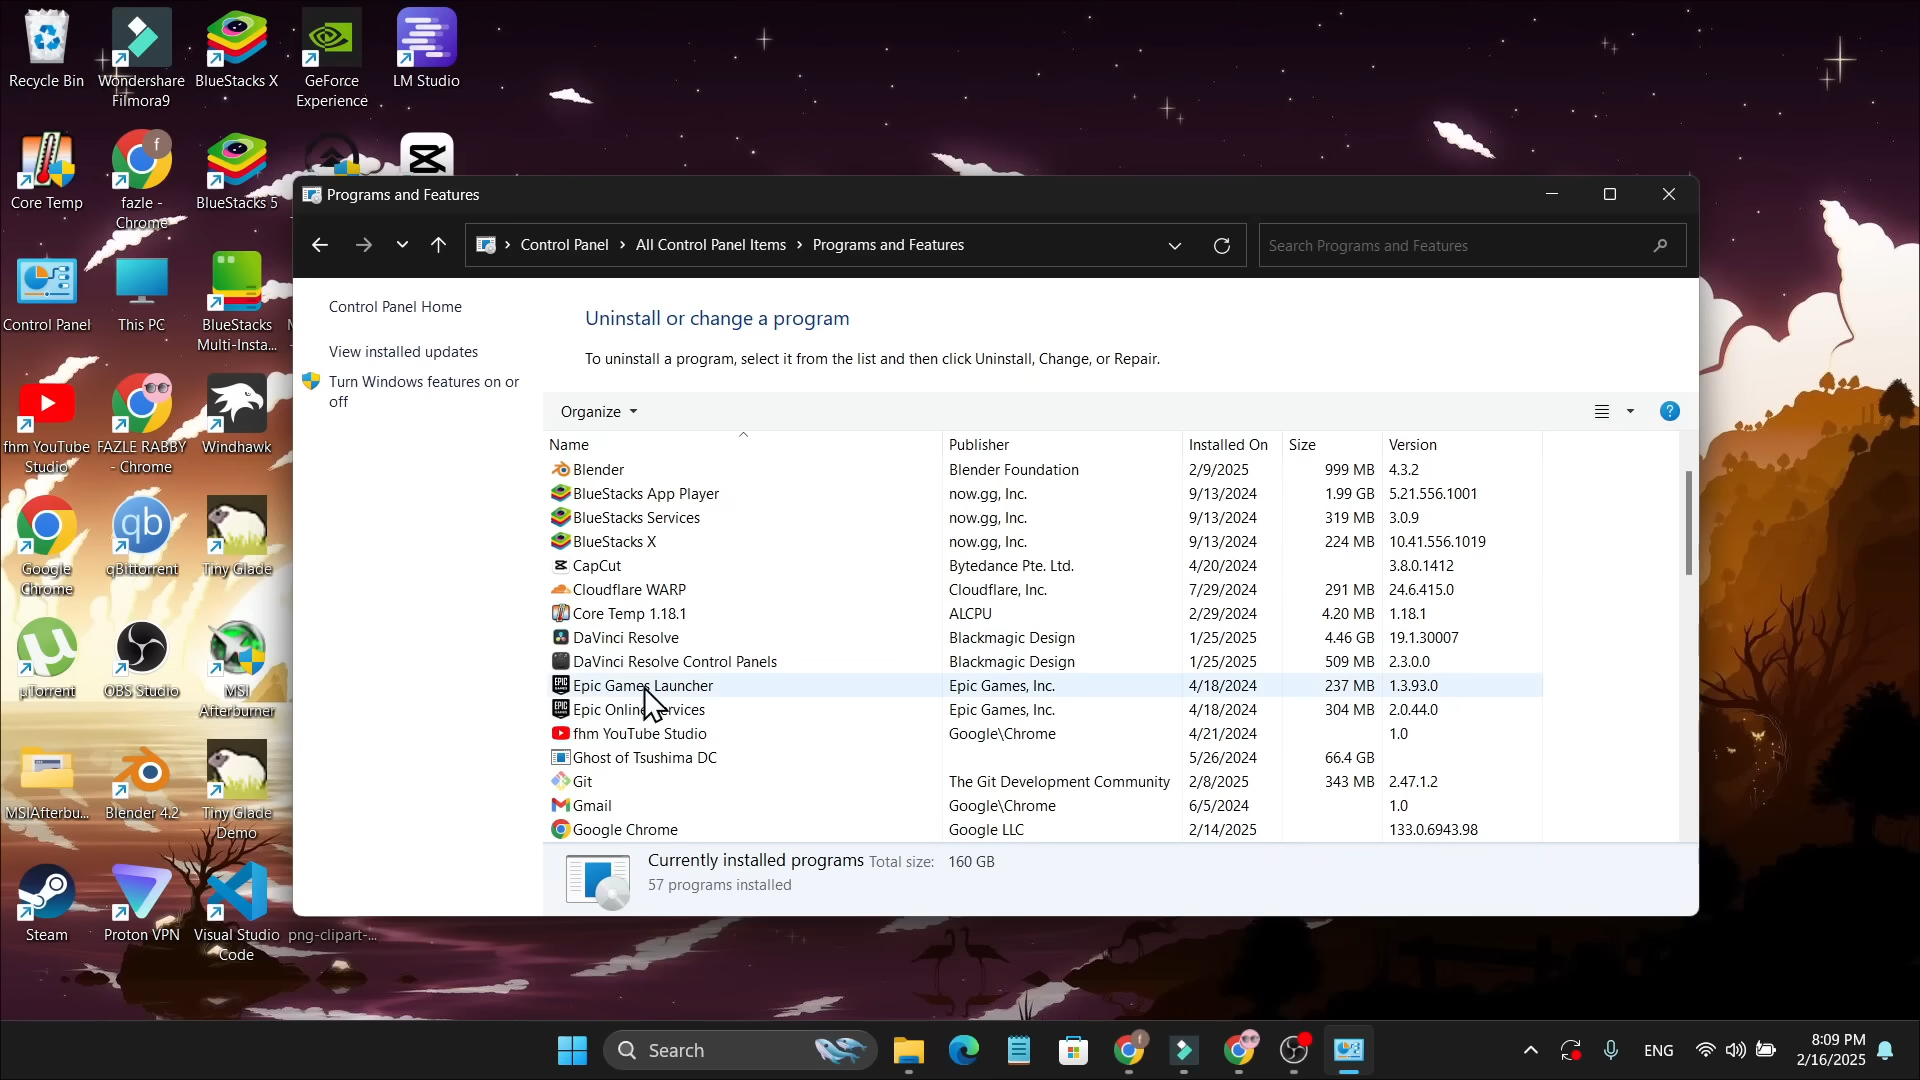 Recycle Bin
Wondershare
Filmora9
BlueStacks X
GeForce
Experience
LM Studio
Core Temp
fazle -
Chrome
BlueStacks 5
Control Panel
This PC
BlueStacks
Multi-Insta...
fhm YouTube
Studio
FAZLE RABBY
- Chrome
Windhawk
Google
Chrome
qBittorrent
Tiny Glade
µTorrent
OBS Studio
MSI
Afterburner
MSIAfterbu...
Blender 4.2
Tiny Glade
Demo
Steam
Proton VPN
Visual Studio
Code
png-clipart-...
Programs and Features
Control Panel
All Control Panel Items
Programs and Features
Search Programs and Features
Control Panel Home
View installed updates
Turn Windows features on or
off
Uninstall or change a program
To uninstall a program, select it from the list and then click Uninstall, Change, or Repair.
Organize
Name Publisher Installed On Size Version
Blender Blender Foundation 2/9/2025 999 MB 4.3.2
BlueStacks App Player now.gg, Inc. 9/13/2024 1.99 GB 5.21.556.1001
BlueStacks Services now.gg, Inc. 9/13/2024 319 MB 3.0.9
BlueStacks X now.gg, Inc. 9/13/2024 224 MB 10.41.556.1019
CapCut Bytedance Pte. Ltd. 4/20/2024 3.8.0.1412
Cloudflare WARP Cloudflare, Inc. 7/29/2024 291 MB 24.6.415.0
Core Temp 1.18.1 ALCPU 2/29/2024 4.20 MB 1.18.1
DaVinci Resolve Blackmagic Design 1/25/2025 4.46 GB 19.1.30007
DaVinci Resolve Control Panels Blackmagic Design 1/25/2025 509 MB 2.3.0.0
Epic Games Launcher Epic Games, Inc. 4/18/2024 237 MB 1.3.93.0
Epic Online Services Epic Games, Inc. 4/18/2024 304 MB 2.0.44.0
fhm YouTube Studio Google\Chrome 4/21/2024 1.0
Ghost of Tsushima DC 5/26/2024 66.4 GB
Git The Git Development Community 2/8/2025 343 MB 2.47.1.2
Gmail Google\Chrome 6/5/2024 1.0
Google Chrome Google LLC 2/14/2025 133.0.6943.98
Currently installed programs Total size: 160 GB
57 programs installed
Search
ENG
8:09 PM
2/16/2025